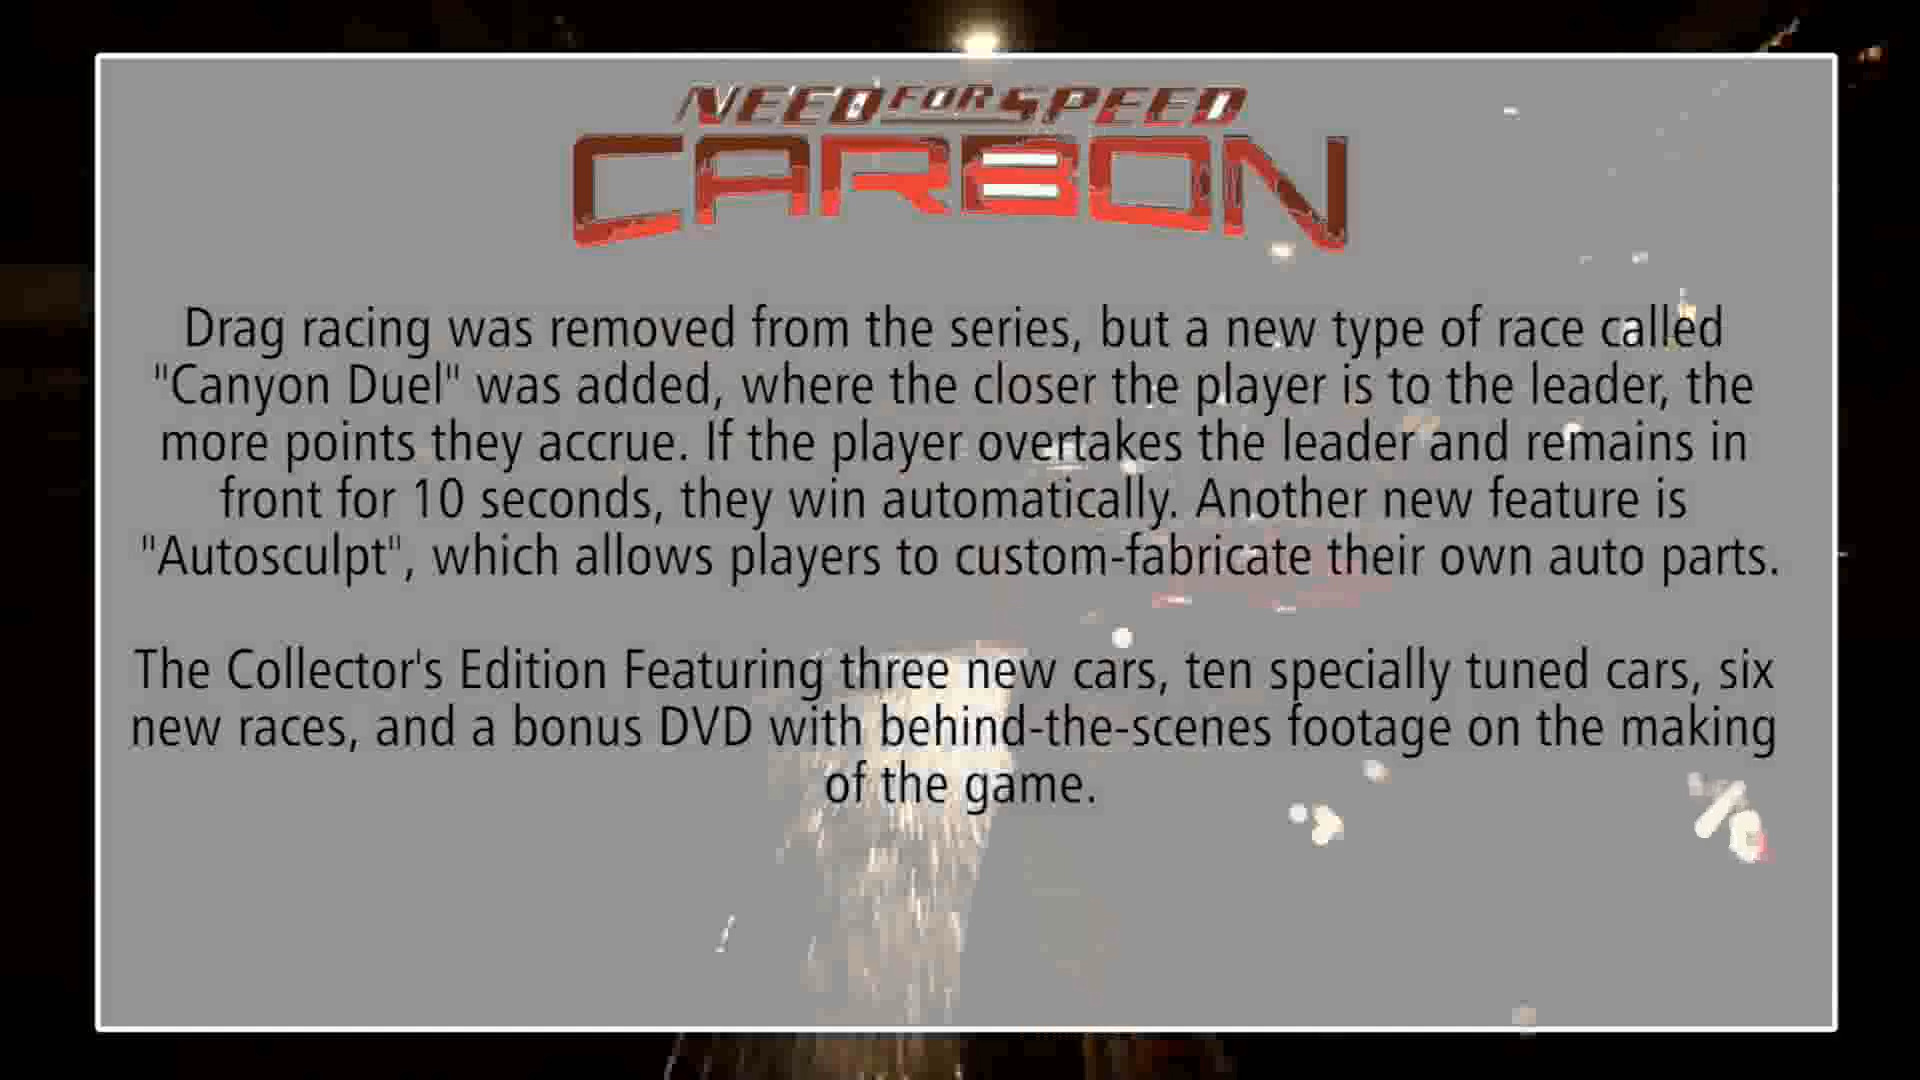 NEED FOR SPEED
CARBON
Drag racing was removed from the series, but a new type of race called
"Canyon Duel" was added, where the closer the player is to the leader, the
more points they accrue. If the player overtakes the leader and remains in
front for 10 seconds, they win automatically. Another new feature is
"Autosculpt", which allows players to custom-fabricate their own auto parts.
The Collector's Edition Featuring three new cars, ten specially tuned cars, six
new races, and a bonus DVD with behind-the-scenes footage on the making
of the game.